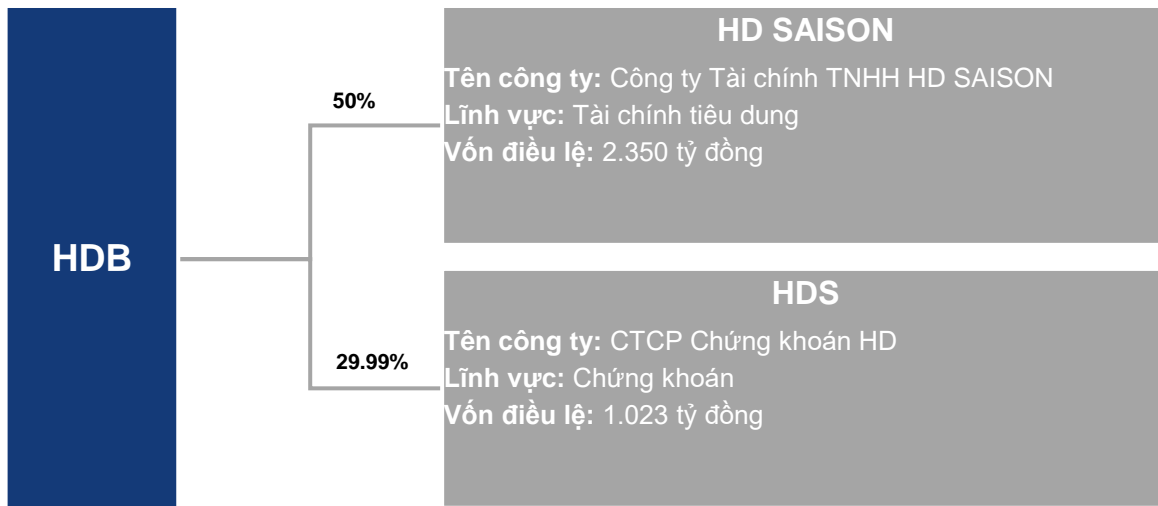 HDB
50%
29.99%
HD SAISON
Tên công ty: Công ty Tài chính TNHH HD SAISON
Lĩnh vực: Tài chính tiêu dung
Vốn điều lệ: 2.350 tỷ đồng
HDS
Tên công ty: CTCP Chứng khoán HD
Lĩnh vực: Chứng khoán
Vốn điều lệ: 1.023 tỷ đồng